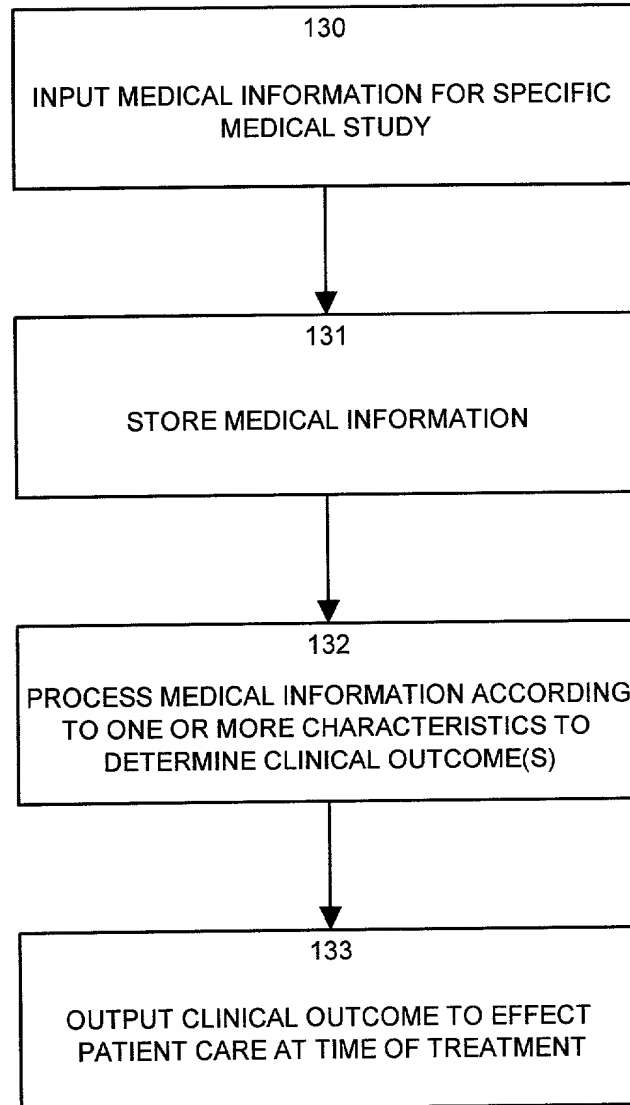 130
INPUT MEDICAL INFORMATION FOR SPECIFIC
MEDICAL STUDY
131
STORE MEDICAL INFORMATION
132
PROCESS MEDICAL INFORMATION ACCORDING
TO ONE OR MORE CHARACTERISTICS TO
DETERMINE CLINICAL OUTCOME(S)
133
OUTPUT CLINICAL OUTCOME TO EFFECT
PATIENT CARE AT TIME OF TREATMENT